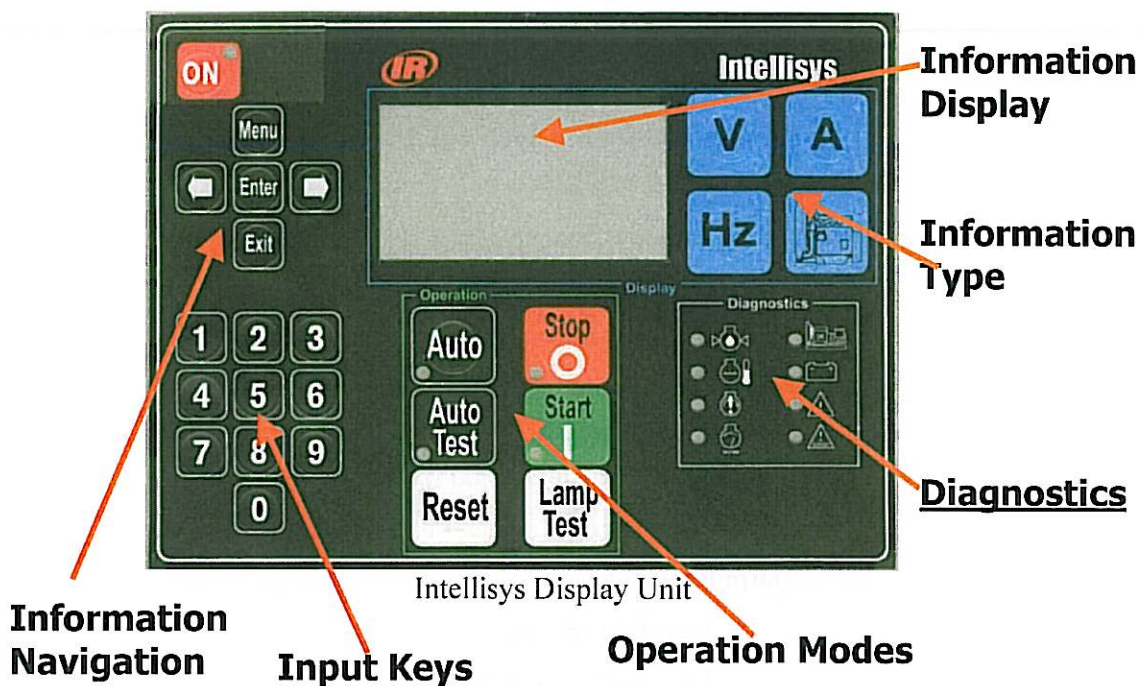 ON
IR
Intellisys
Information
Display
Menu
Enter
Exit
V
A
Hz
Information
Type
Display
Operation
Diagnostics
1 2 3
4 5 6
7 8 9
0
Auto
Stop
Auto
Test
Start
Reset
Lamp
Test
Diagnostics
Intellisys Display Unit
Information
Navigation
Input Keys
Operation Modes